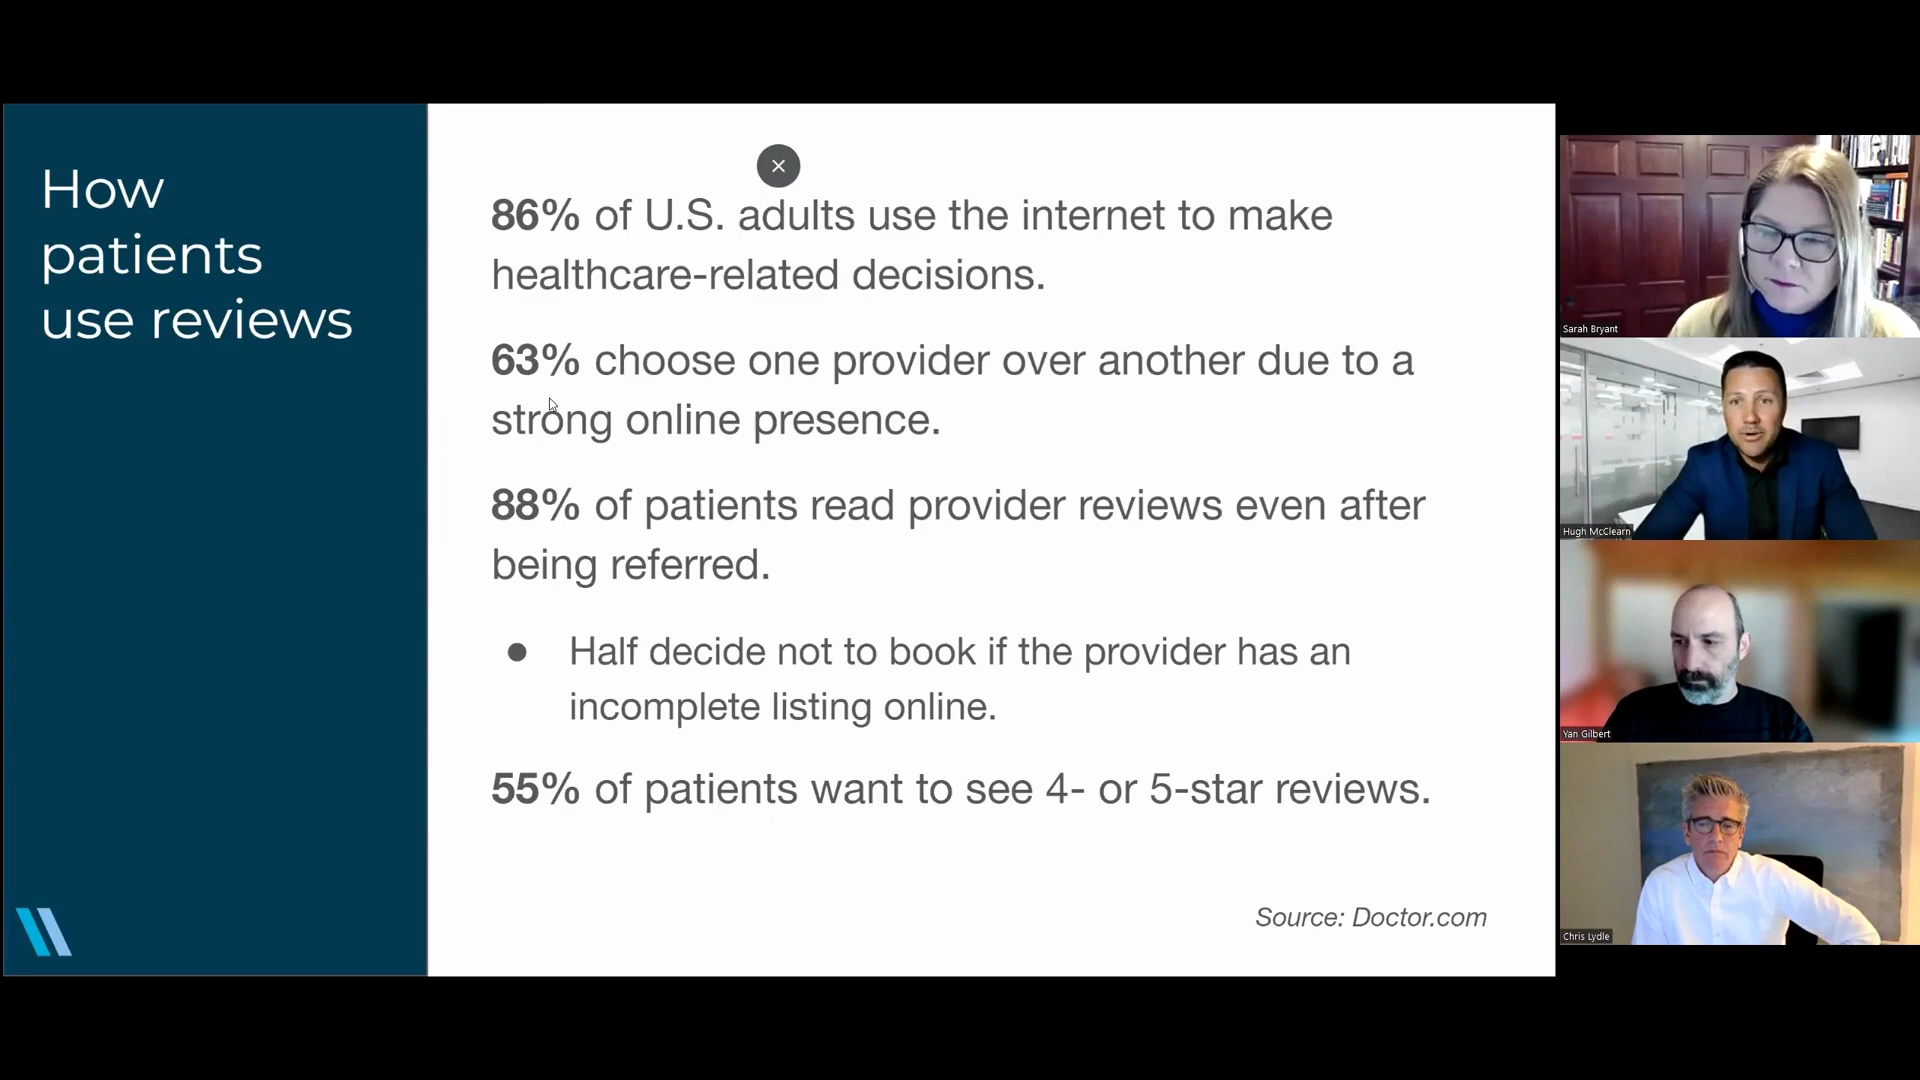 How
patients
use reviews
86% of U.S. adults use the internet to make
healthcare-related decisions.
63% choose one provider over another due to a
strong online presence.
88% of patients read provider reviews even after
being referred.
● Half decide not to book if the provider has an
incomplete listing online.
55% of patients want to see 4- or 5-star reviews.
Source: Doctor.com
Sarah Bryant
Hugh McClearn
Yan Gilbert
Chris Lydle